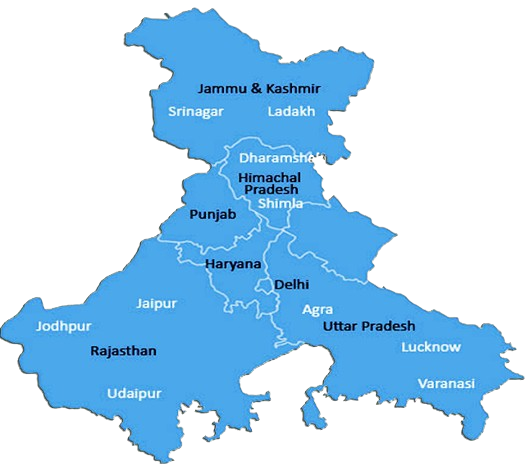 Jammu & Kashmir
Srinagar
Ladakh
Himachal
Pradesh
Shimla
Punjab
Haryana
Delhi
Jaipur
Agra
Jodhpur
Uttar Pradesh
Rajasthan
Lucknow
Varanasi
Udaipur